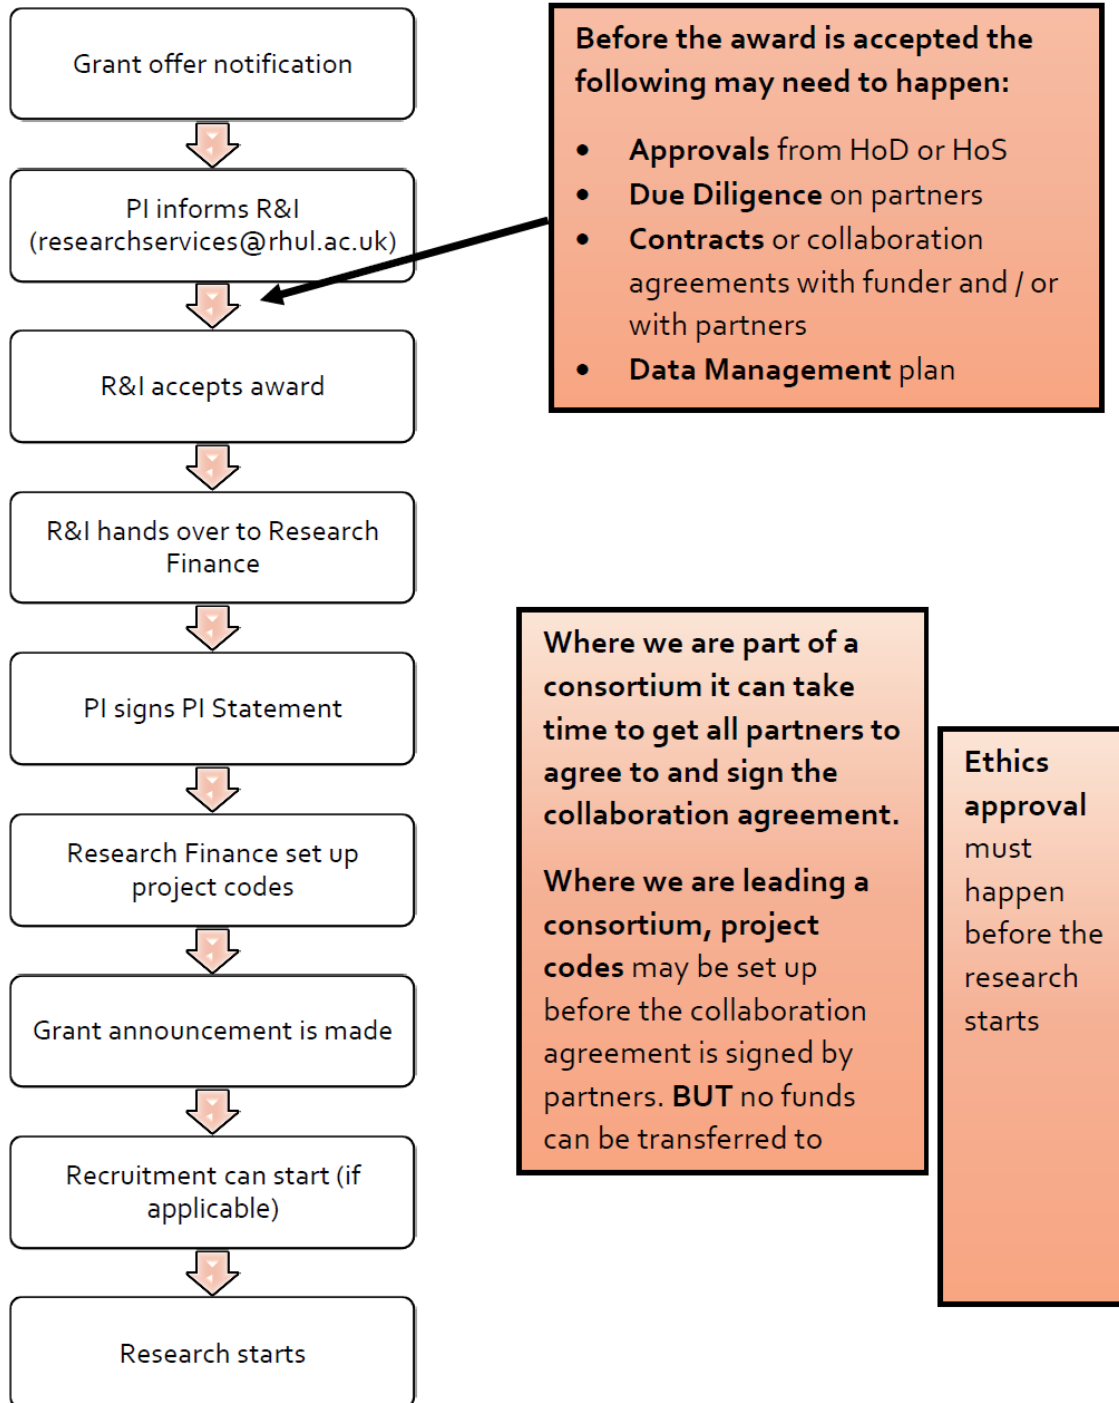 Grant offer notification
PI informs R&I
(researchservices@rhul.ac.uk)
R&I accepts award
R&I hands over to Research
Finance
PI signs PI Statement
Research Finance set up
project codes
Grant announcement is made
Recruitment can start (if
applicable)
Research starts
Before the award is accepted the
following may need to happen:
• Approvals from HoD or HoS
• Due Diligence on partners
• Contracts or collaboration
agreements with funder and / or
with partners
• Data Management plan
Where we are part of a
consortium it can take
time to get all partners to
agree to and sign the
collaboration agreement.
Where we are leading a
consortium, project
codes may be set up
before the collaboration
agreement is signed by
partners. BUT no funds
can be transferred to
Ethics
approval
must
happen
before the
research
starts